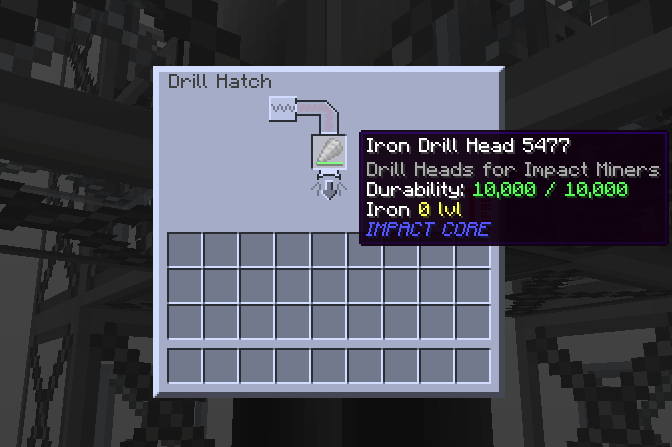 Drill Hatch
Iron Drill Head 5477
Drill Heads for Impact Miners
Durability: 10,000 / 10,000
Iron 0 lvl
IMPACT CORE